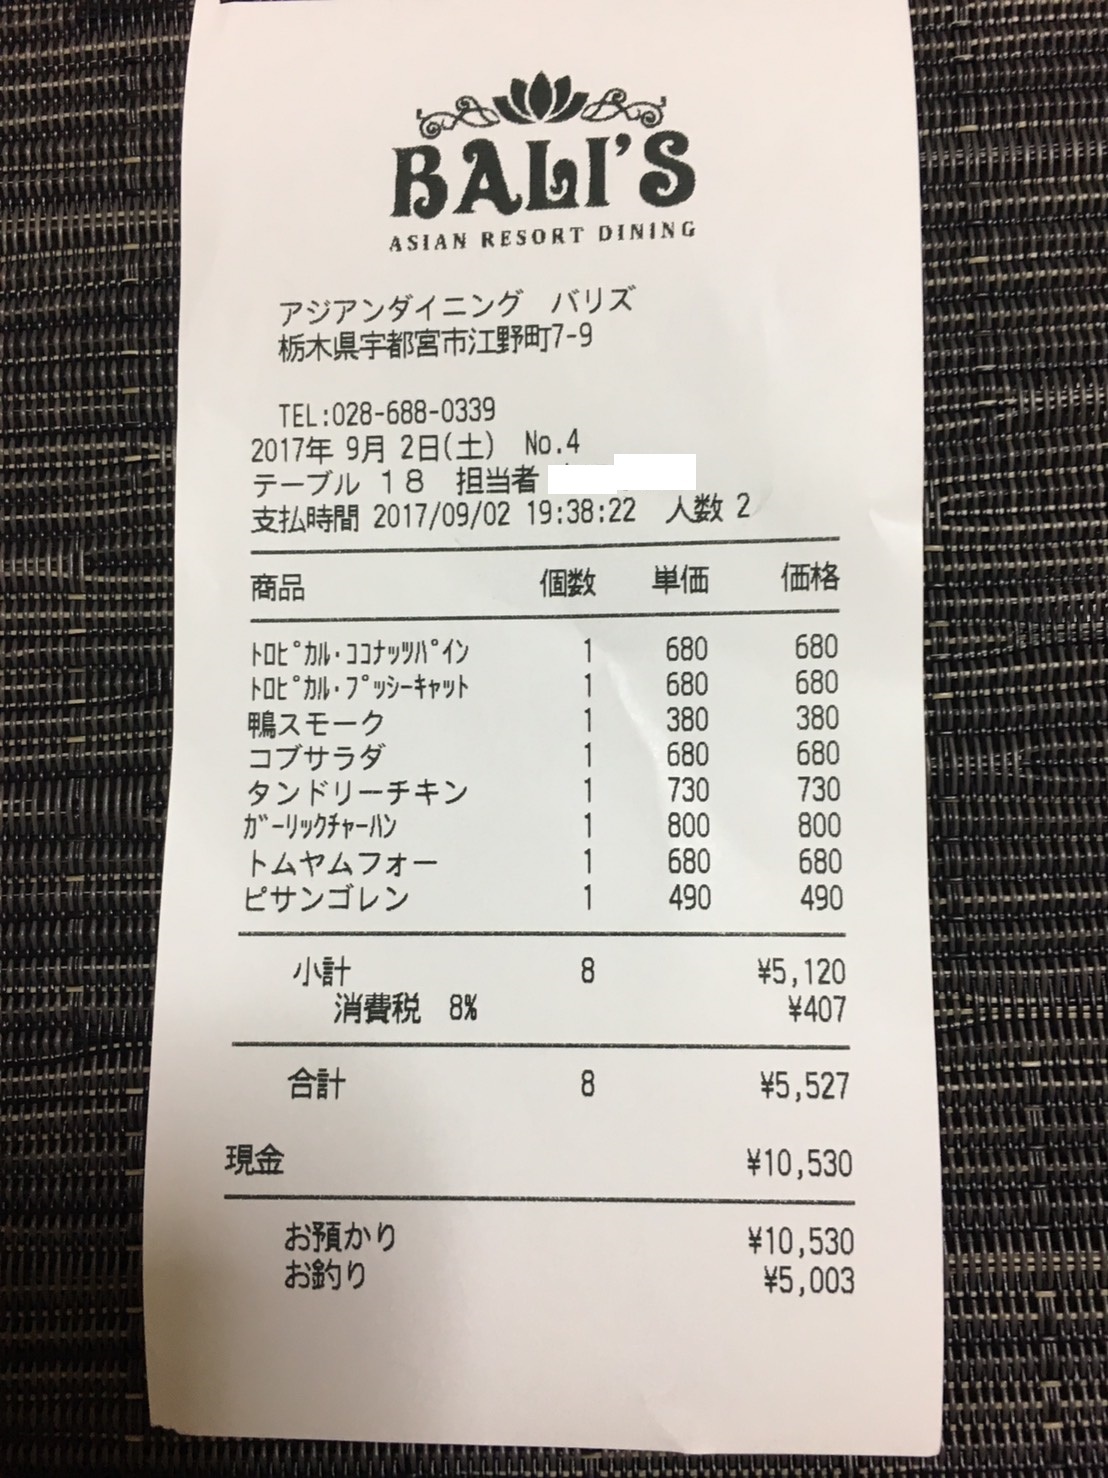 BALI'S
ASIAN RESORT DINING
アジアンダイニング　バリズ
栃木県宇都宮市江野町7-9
TEL:028-688-0339
2017年 9月 2日(土)　No.4
テーブル １８　担当者
支払時間 2017/09/02 19:38:22　人数 2
商品 個数 単価 価格
ﾄﾛﾋﾟｶﾙ･ｺｺﾅｯﾂﾊﾟｲﾝ 1 680 680
ﾄﾛﾋﾟｶﾙ･ﾌﾟｯｼｰｷｬｯﾄ 1 680 680
鴨スモーク 1 380 380
コブサラダ 1 680 680
タンドリーチキン 1 730 730
ｶﾞｰﾘｯｸﾁｬｰﾊﾝ 1 800 800
トムヤムフォー 1 680 680
ピサンゴレン 1 490 490
小計 8 ¥5,120
消費税　8% ¥407
合計 8 ¥5,527
現金 ¥10,530
お預かり ¥10,530
お釣り ¥5,003